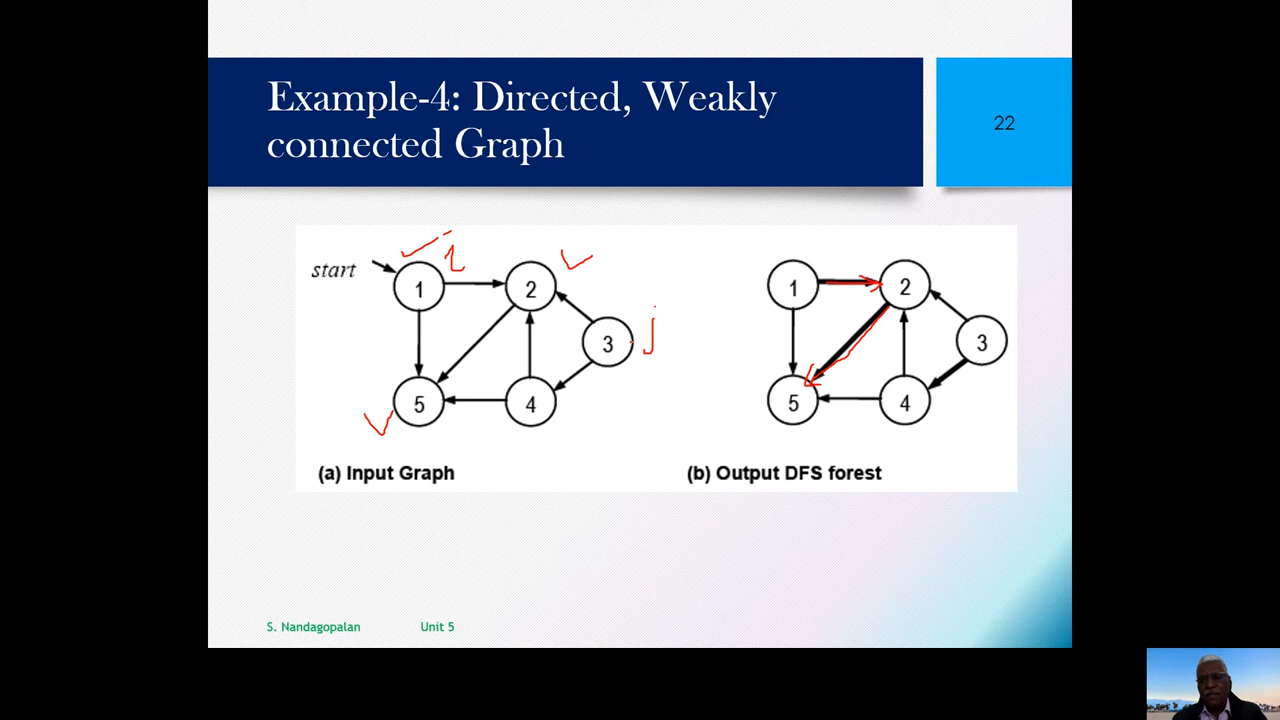 Example-4: Directed, Weakly
connected Graph
22
start
1
2
3
j
5
4
1
2
3
5
4
(a) Input Graph
(b) Output DFS forest
S. Nandagopalan
Unit 5